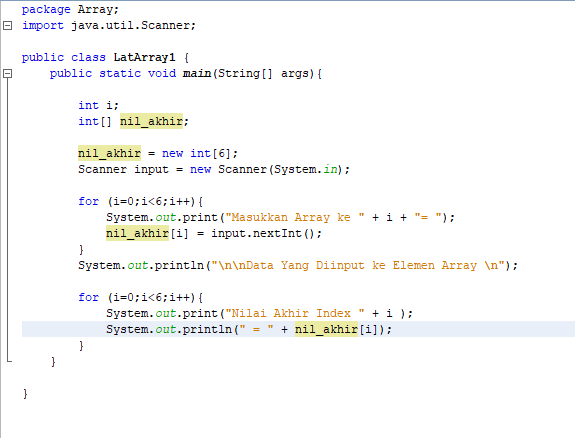 package Array;
import java.util.Scanner;
public class LatArray1 {
public static void main(String[] args){
int i;
int[] nil_akhir;
nil_akhir = new int[6];
Scanner input = new Scanner(System.in);
for (i=0;i<6;i++){
System.out.print("Masukkan Array ke " + i + "= ");
nil_akhir[i] = input.nextInt();
}
System.out.println("\n\nData Yang Diinput ke Elemen Array \n");
for (i=0;i<6;i++){
System.out.print("Nilai Akhir Index " + i );
System.out.println(" = " + nil_akhir[i]);
}
}
}